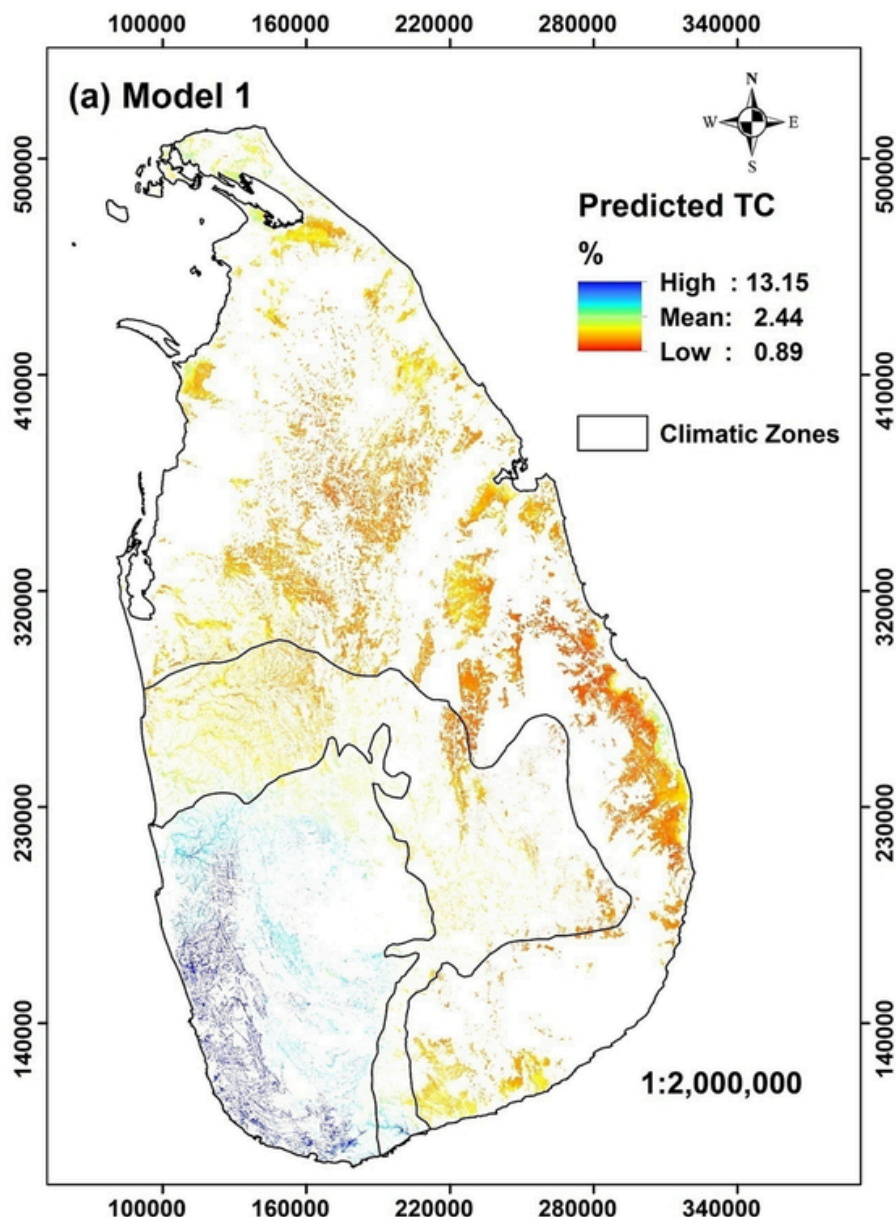 100000 160000 220000 280000 340000
(a) Model 1
N
W E
S
500000 500000
Predicted TC
%
High : 13.15
Mean: 2.44
Low : 0.89
410000 410000
Climatic Zones
320000 320000
230000 230000
140000 140000
1:2,000,000
100000 160000 220000 280000 340000